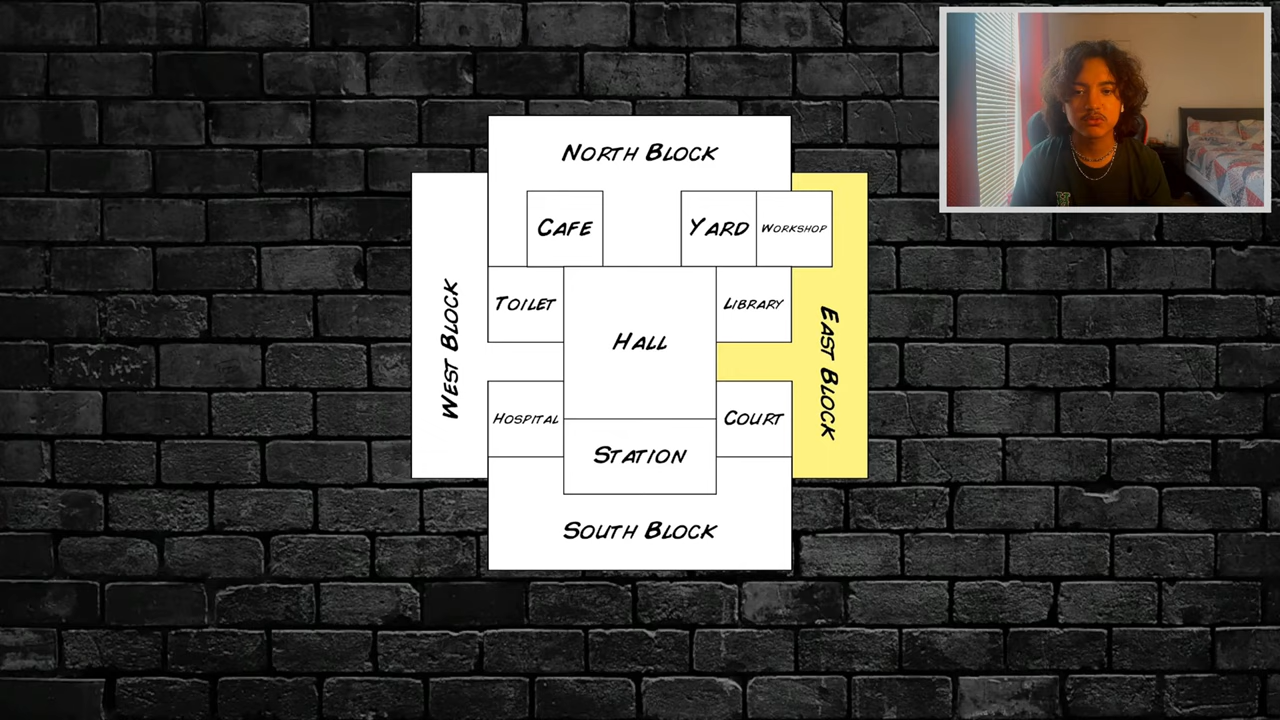 NORTH BLOCK
CAFE
YARD
WORKSHOP
TOILET
LIBRARY
HALL
WEST BLOCK
EAST BLOCK
HOSPITAL
COURT
STATION
SOUTH BLOCK